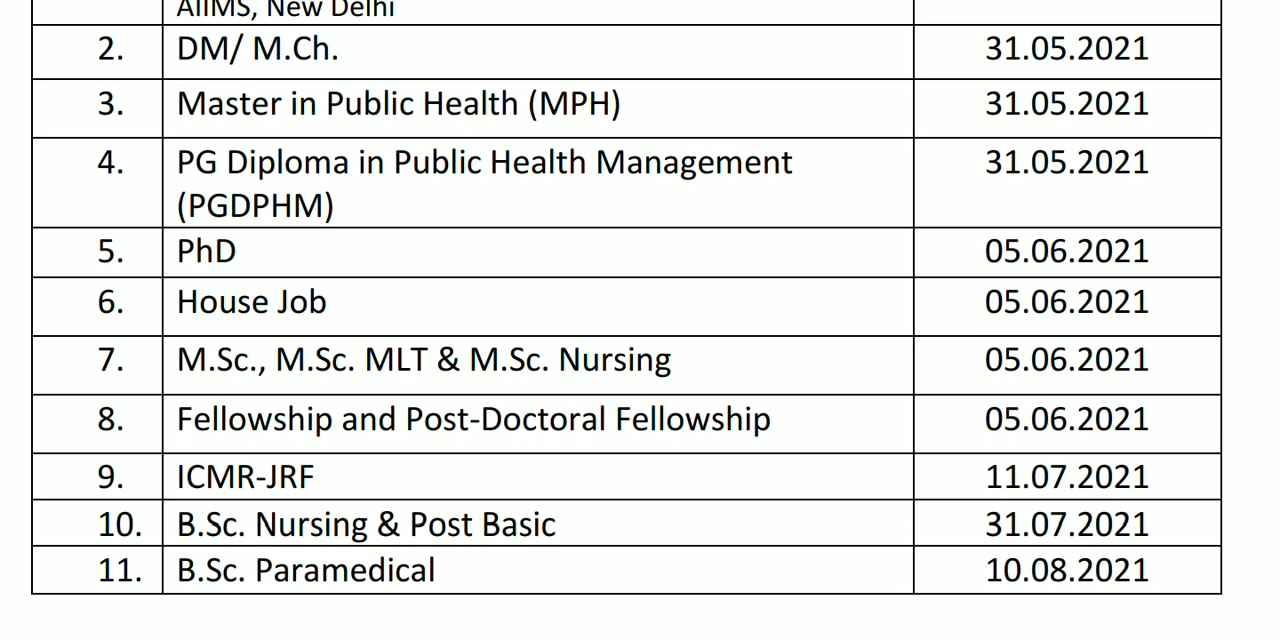 AIIMS, New Delhi
2. DM/ M.Ch. 31.05.2021
3. Master in Public Health (MPH) 31.05.2021
4. PG Diploma in Public Health Management 31.05.2021
(PGDPHM)
5. PhD 05.06.2021
6. House Job 05.06.2021
7. M.Sc., M.Sc. MLT & M.Sc. Nursing 05.06.2021
8. Fellowship and Post-Doctoral Fellowship 05.06.2021
9. ICMR-JRF 11.07.2021
10. B.Sc. Nursing & Post Basic 31.07.2021
11. B.Sc. Paramedical 10.08.2021